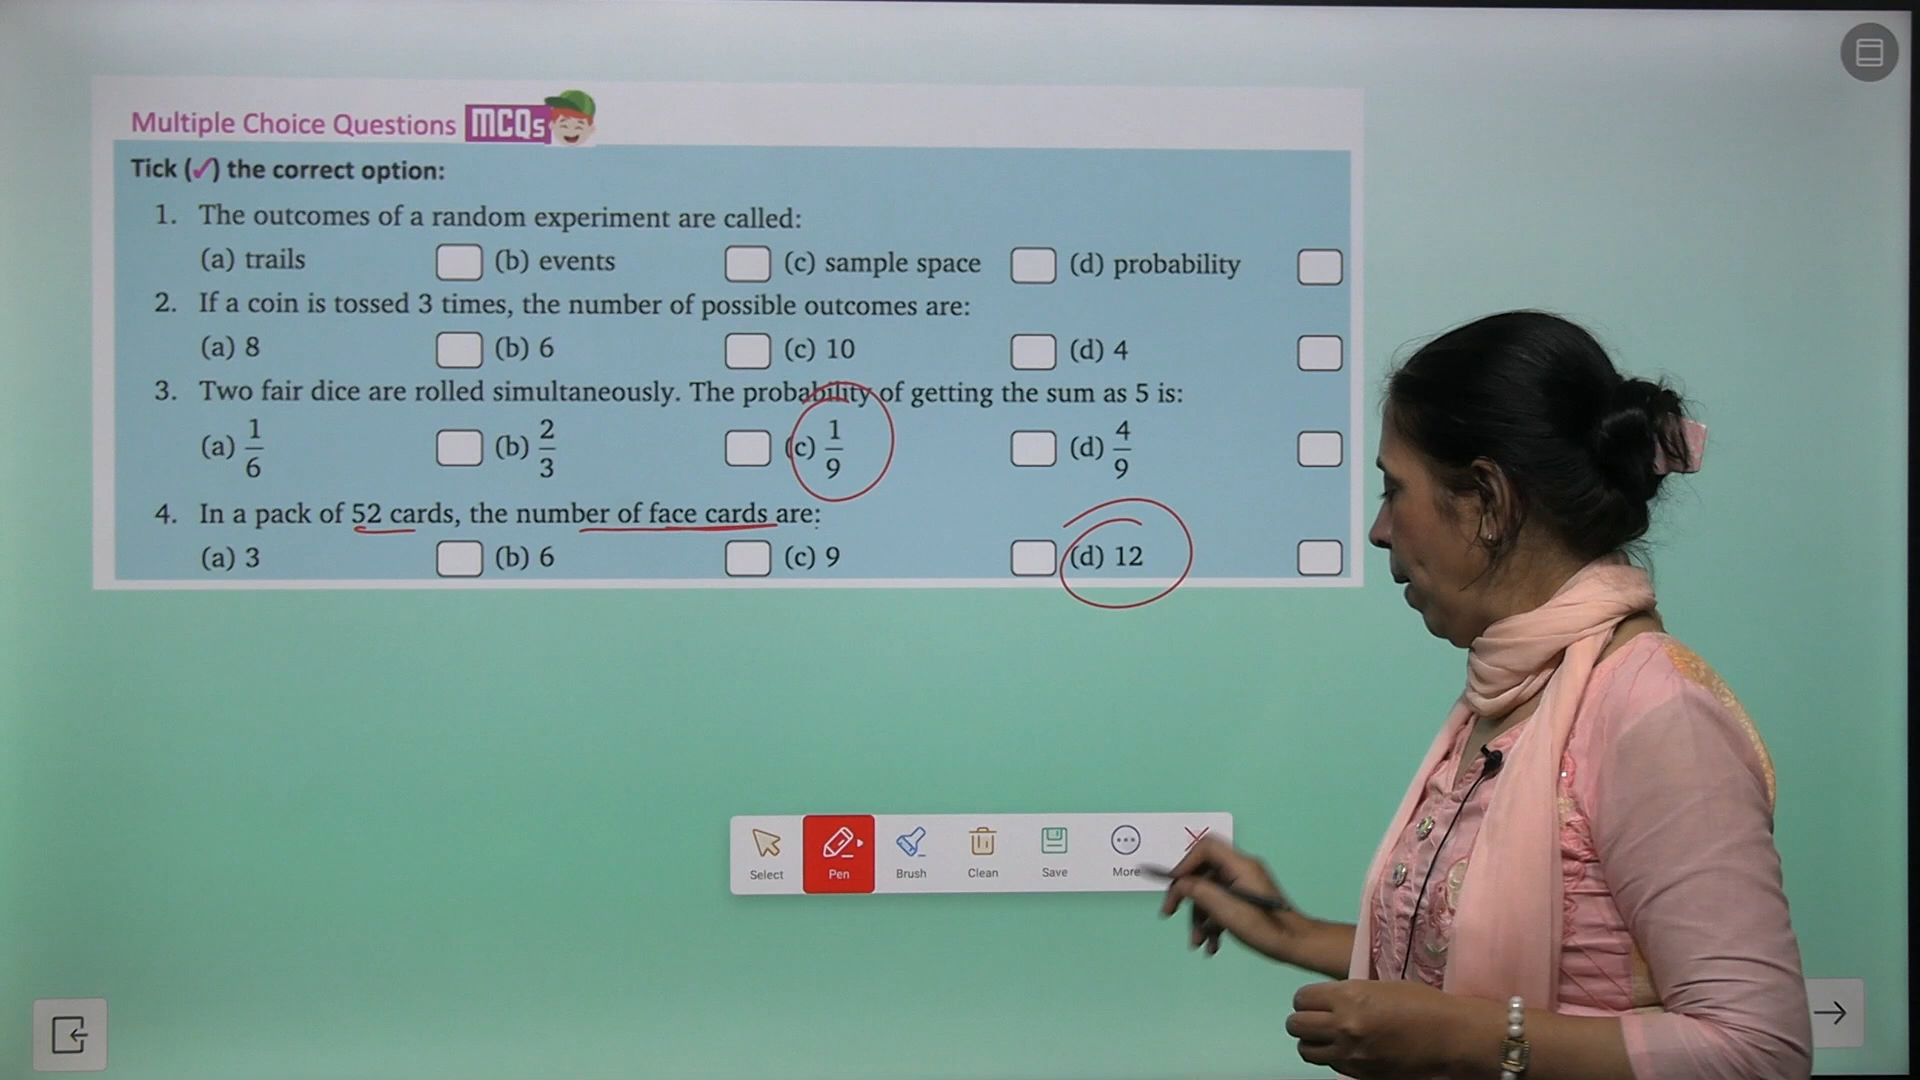 Multiple Choice Questions MCQs
Tick (✓) the correct option:
1. The outcomes of a random experiment are called:
(a) trails (b) events (c) sample space (d) probability
2. If a coin is tossed 3 times, the number of possible outcomes are:
(a) 8 (b) 6 (c) 10 (d) 4
3. Two fair dice are rolled simultaneously. The probability of getting the sum as 5 is:
(a) 1/6 (b) 2/3 (c) 1/9 (d) 4/9
4. In a pack of 52 cards, the number of face cards are:
(a) 3 (b) 6 (c) 9 (d) 12
Select Pen Brush Clean Save More